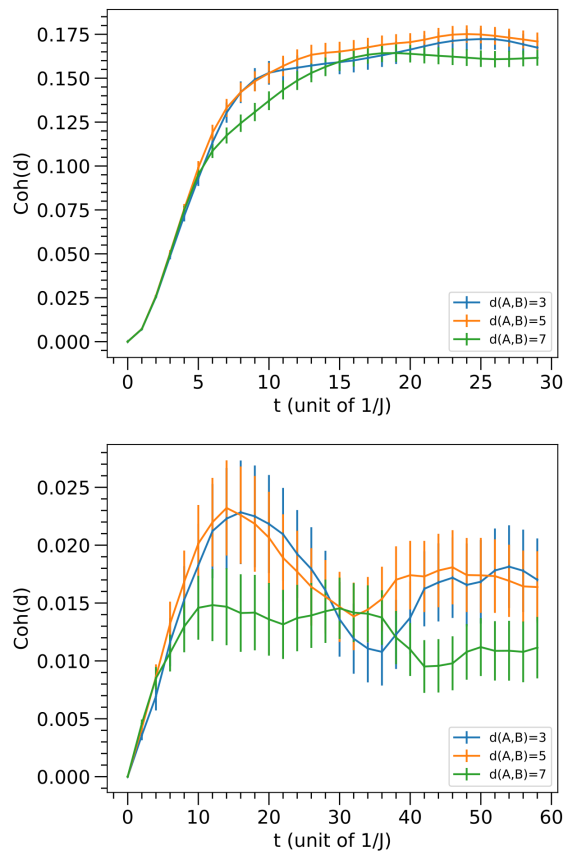 0.175
0.150
0.125
0.100
0.075
0.050
0.025
0.000
Coh(d)
d(A,B)=3
d(A,B)=5
d(A,B)=7
0 5 10 15 20 25 30
t (unit of 1/J)
0.025
0.020
0.015
0.010
0.005
0.000
Coh(d)
d(A,B)=3
d(A,B)=5
d(A,B)=7
0 10 20 30 40 50 60
t (unit of 1/J)